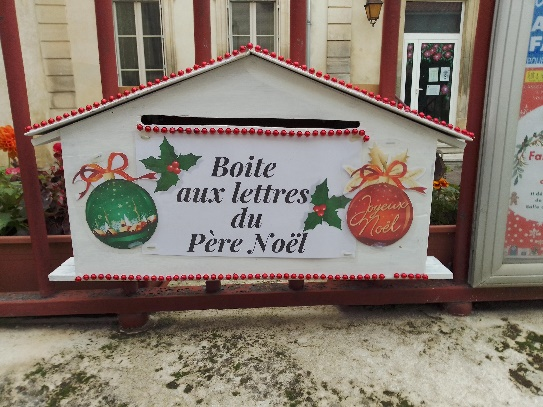 Boite
aux lettres
du
Père Noël
Joyeux
Noël